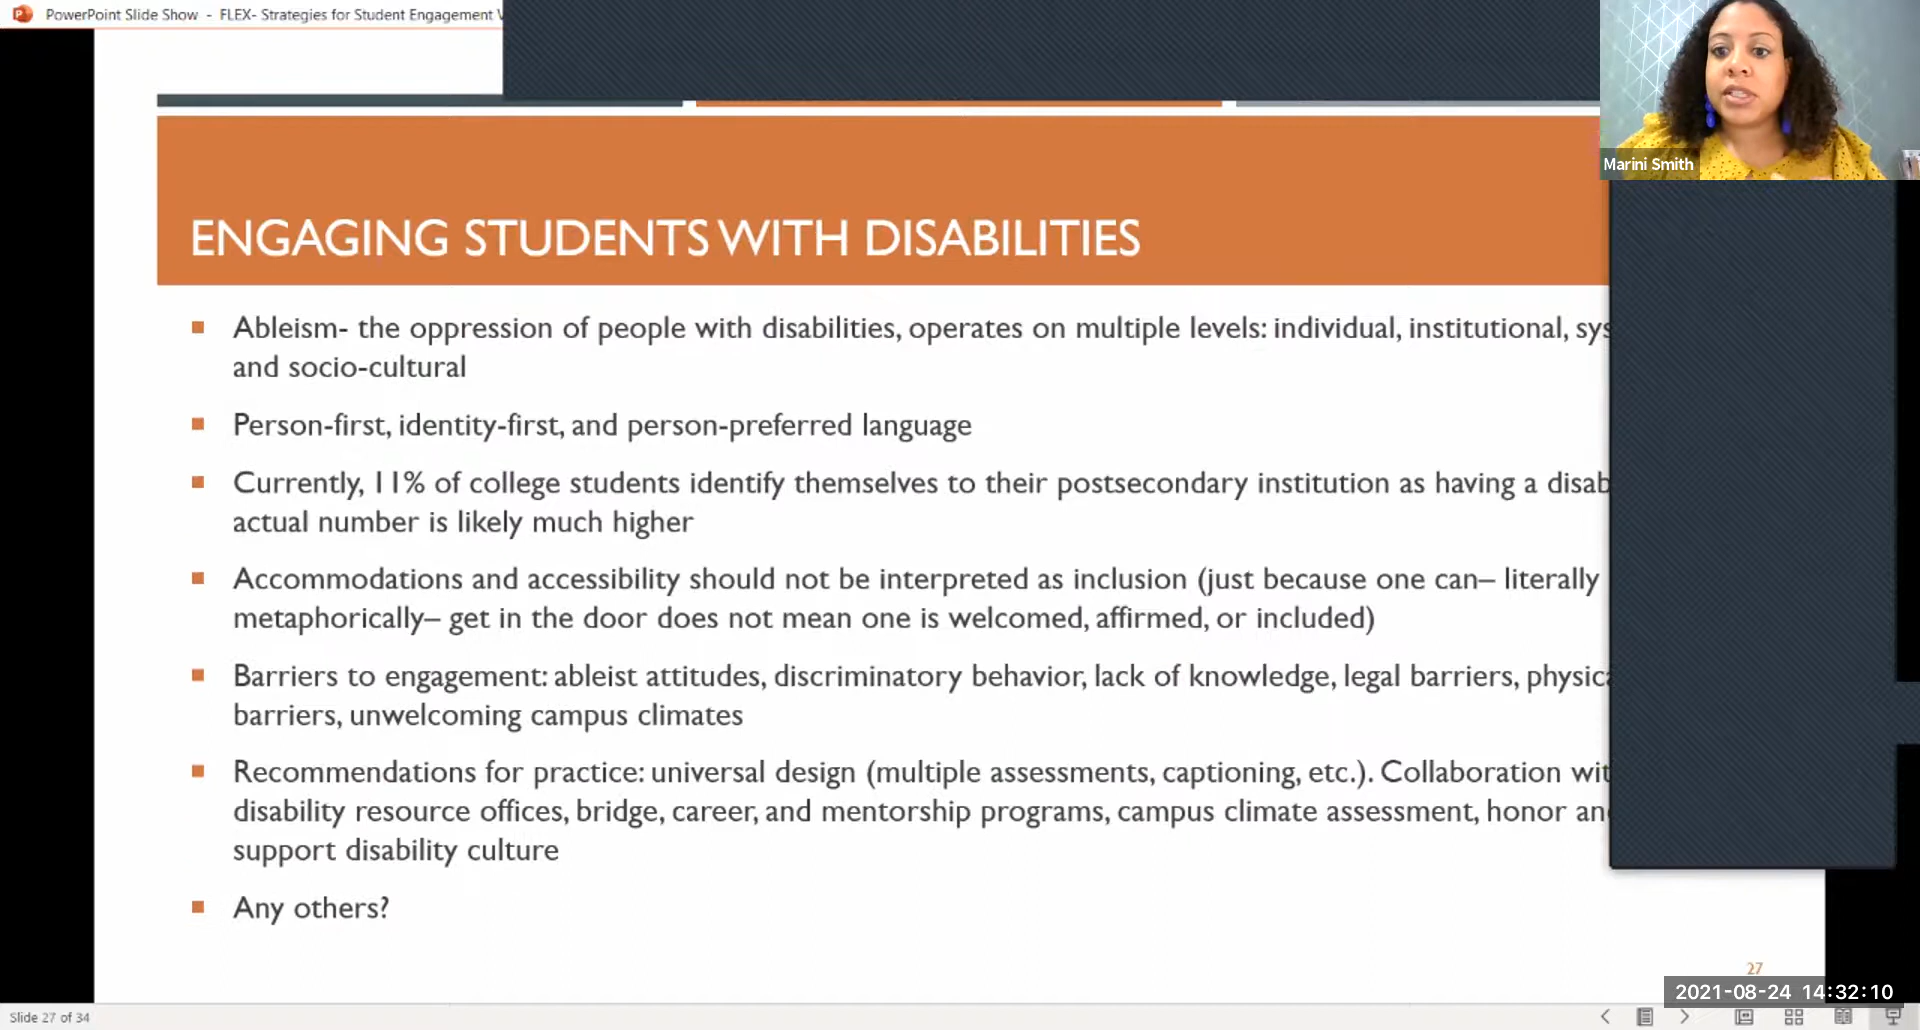 PowerPoint Slide Show - FLEX- Strategies for Student Engagement
Marini Smith
ENGAGING STUDENTS WITH DISABILITIES
Ableism- the oppression of people with disabilities, operates on multiple levels: individual, institutional,
and socio-cultural
Person-first, identity-first, and person-preferred language
Currently, 11% of college students identify themselves to their postsecondary institution as having a
actual number is likely much higher
Accommodations and accessibility should not be interpreted as inclusion (just because one can– literally
metaphorically– get in the door does not mean one is welcomed, affirmed, or included)
Barriers to engagement: ableist attitudes, discriminatory behavior, lack of knowledge, legal barriers,
barriers, unwelcoming campus climates
Recommendations for practice: universal design (multiple assessments, captioning, etc.). Collaboration
disability resource offices, bridge, career, and mentorship programs, campus climate assessment, honor
support disability culture
Any others?
27
2021-08-24 14:32:10
Slide 27 of 34